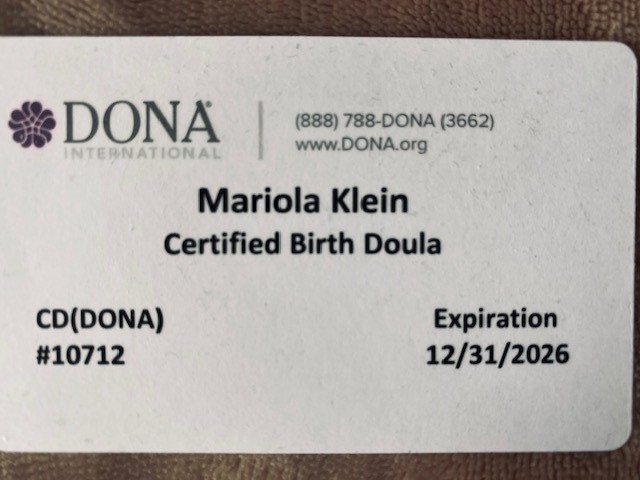 DONA
INTERNATIONAL
(888) 788-DONA (3662)
www.DONA.org
Mariola Klein
Certified Birth Doula
CD(DONA)
#10712
Expiration
12/31/2026